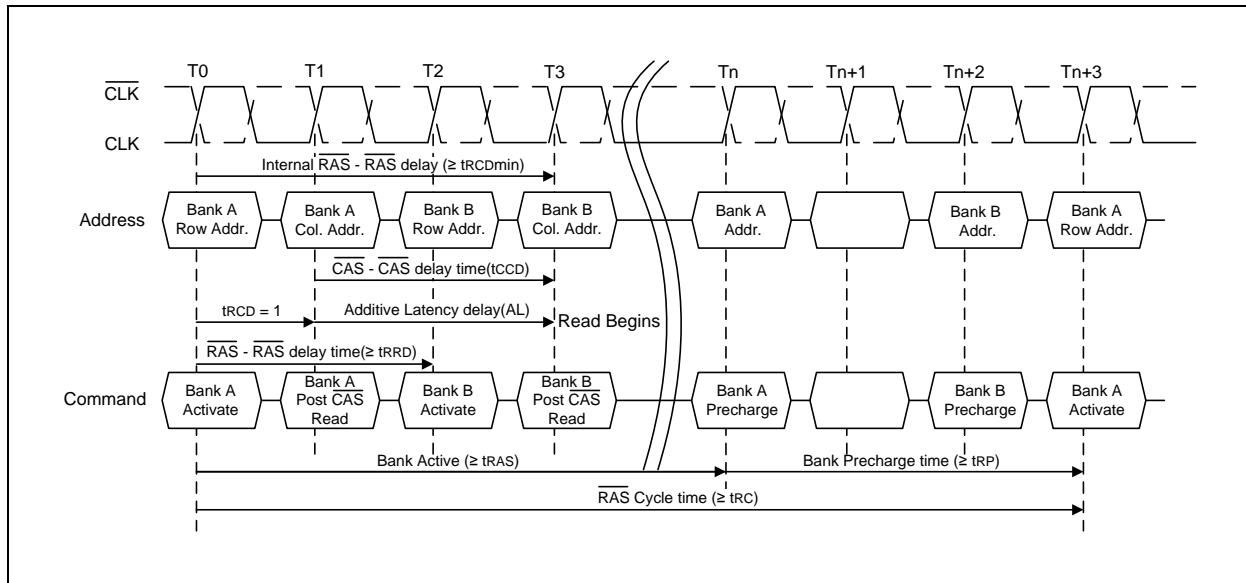 T0 T1 T2 T3 Tn Tn+1 Tn+2 Tn+3
CLK
CLK
Internal RAS - RAS delay (≥ tRCDmin)
Address
Bank A
Row Addr.
Bank A
Col. Addr.
Bank B
Row Addr.
Bank B
Col. Addr.
Bank A
Addr.
Bank B
Addr.
Bank A
Row Addr.
CAS - CAS delay time(tCCD)
tRCD = 1
Additive Latency delay(AL)
Read Begins
RAS - RAS delay time(≥ tRRD)
Command
Bank A
Activate
Bank A
Post CAS
Read
Bank B
Activate
Bank B
Post CAS
Read
Bank A
Precharge
Bank B
Precharge
Bank A
Activate
Bank Active (≥ tRAS)
Bank Precharge time (≥ tRP)
RAS Cycle time (≥ tRC)